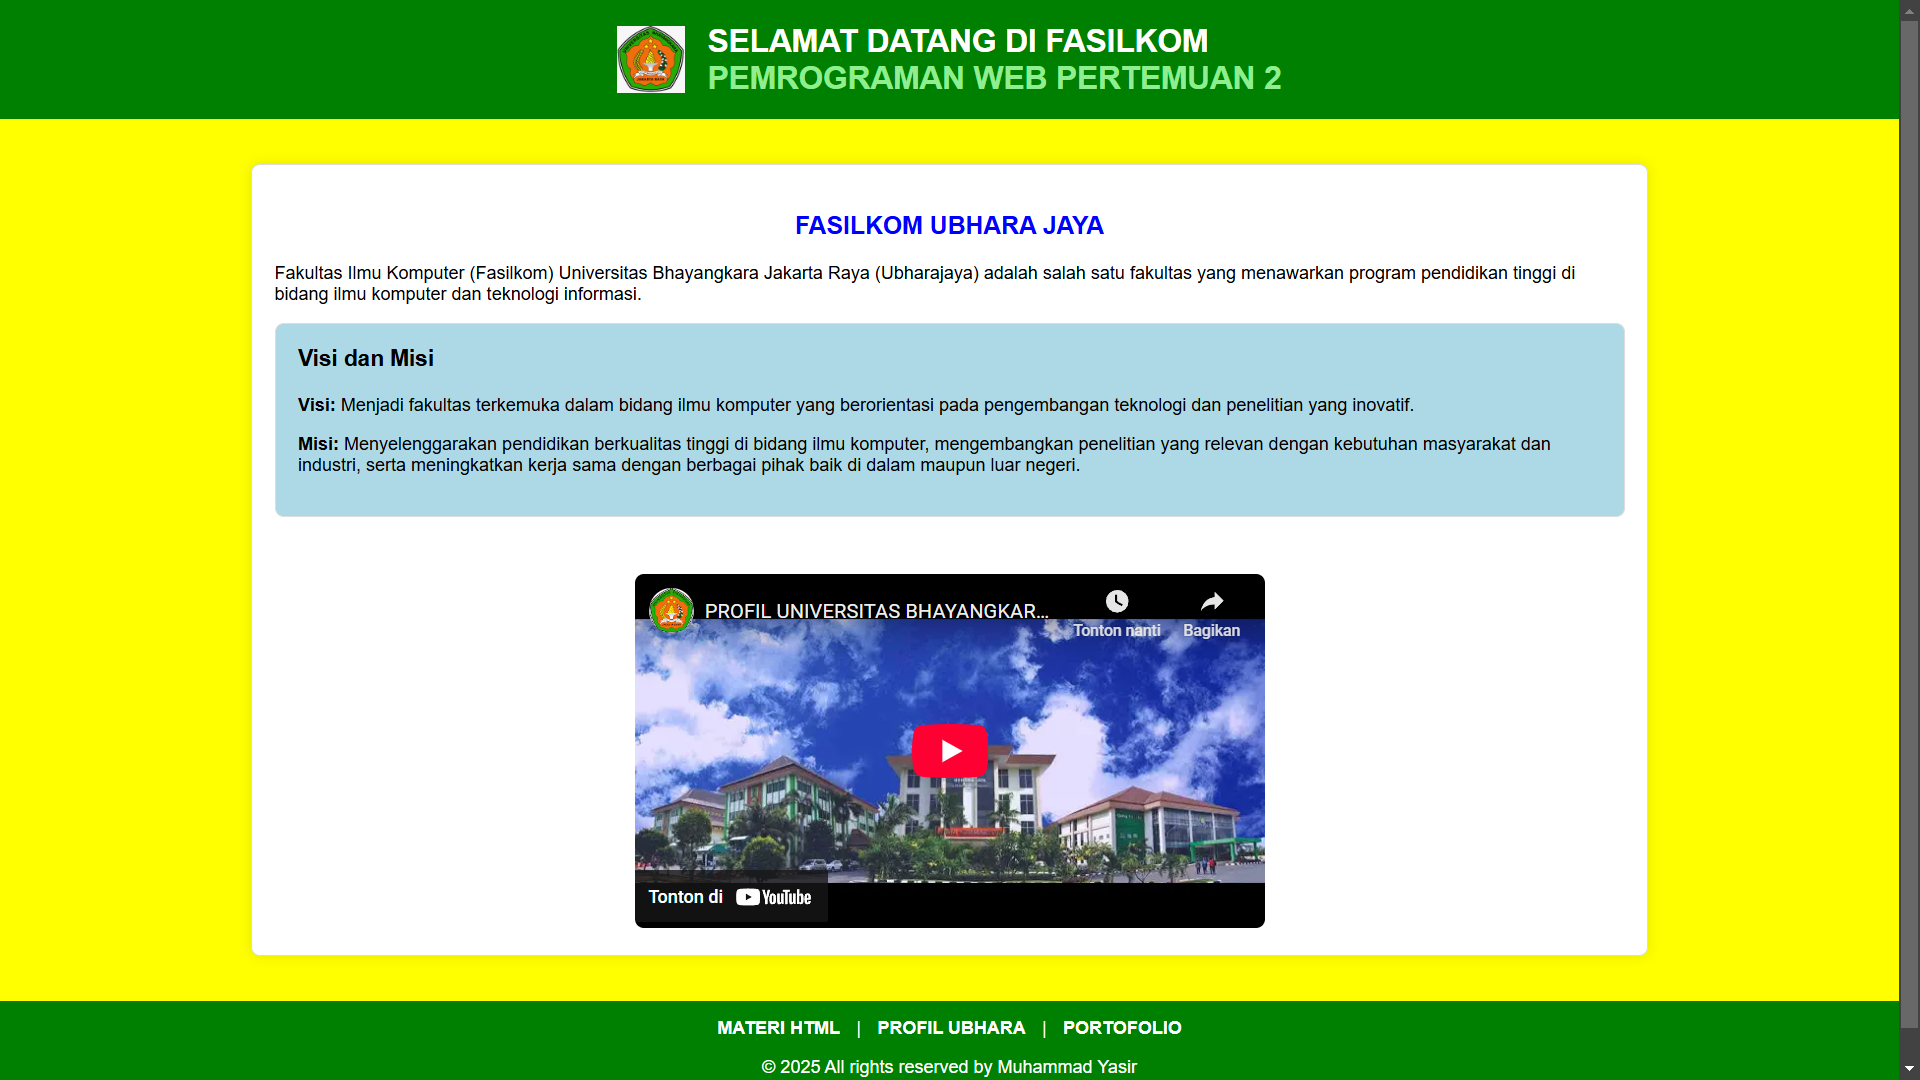 SELAMAT DATANG DI FASILKOM
PEMROGRAMAN WEB PERTEMUAN 2
FASILKOM UBHARA JAYA
Fakultas Ilmu Komputer (Fasilkom) Universitas Bhayangkara Jakarta Raya (Ubharajaya) adalah salah satu fakultas yang menawarkan program pendidikan tinggi di
bidang ilmu komputer dan teknologi informasi.
Visi dan Misi
Visi: Menjadi fakultas terkemuka dalam bidang ilmu komputer yang berorientasi pada pengembangan teknologi dan penelitian yang inovatif.
Misi: Menyelenggarakan pendidikan berkualitas tinggi di bidang ilmu komputer, mengembangkan penelitian yang relevan dengan kebutuhan masyarakat dan
industri, serta meningkatkan kerja sama dengan berbagai pihak baik di dalam maupun luar negeri.
PROFIL UNIVERSITAS BHAYANGKAR...
Tonton nanti
Bagikan
Tonton di YouTube
MATERI HTML | PROFIL UBHARA | PORTOFOLIO
© 2025 All rights reserved by Muhammad Yasir